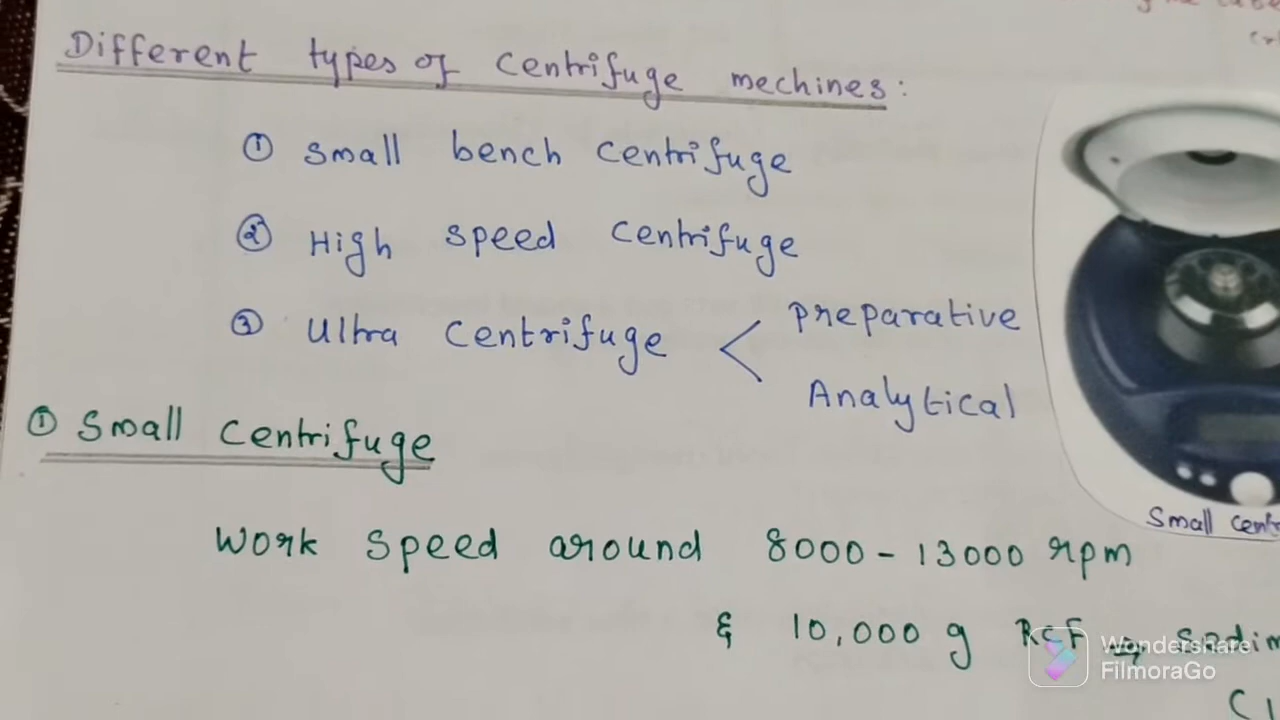 Different types of centrifuge mechines:
① Small bench centrifuge
② High speed centrifuge
③ Ultra centrifuge < Preparative
Analytical
① Small centrifuge
Small
Work speed around 8000 - 13000 rpm
& 10,000 g RCF →
Wondershare
FilmoraGo